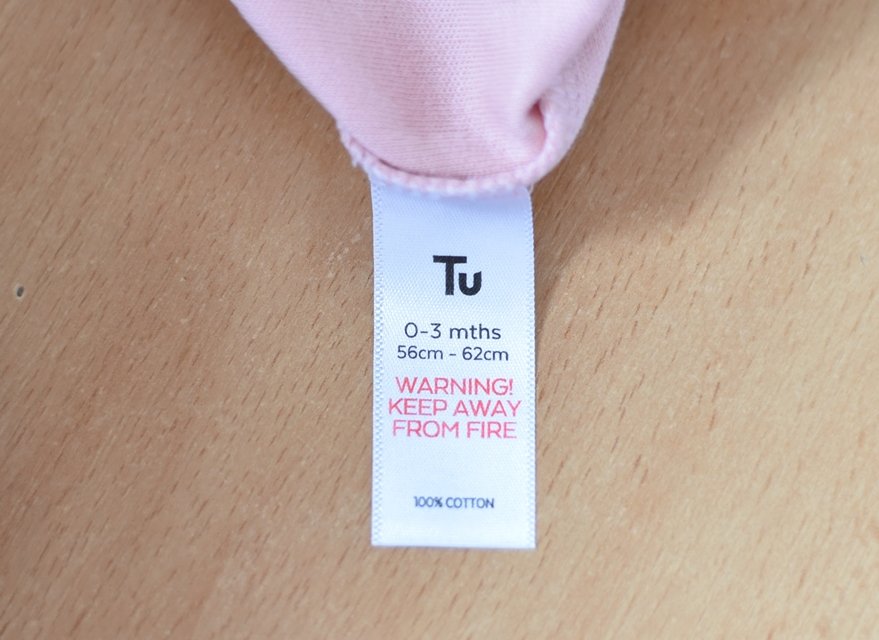 Tu
0-3 mths
56cm - 62cm
WARNING!
KEEP AWAY
FROM FIRE
100% COTTON